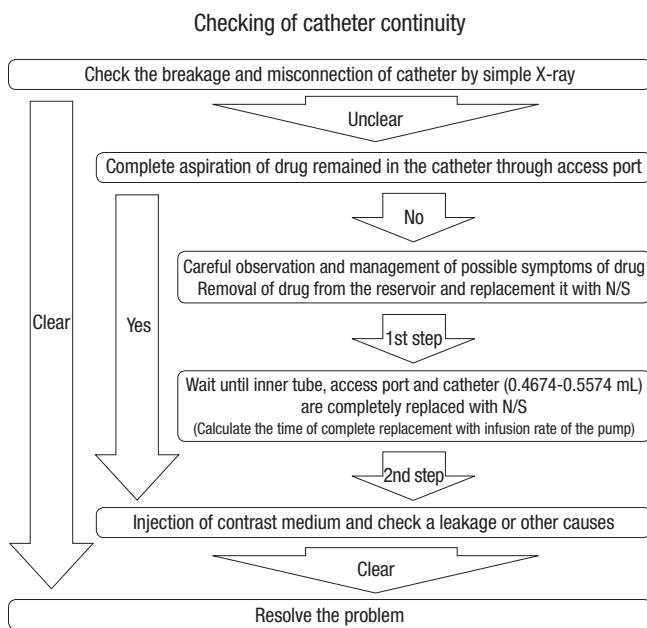 Checking of catheter continuity
Check the breakage and misconnection of catheter by simple X-ray
Unclear
Complete aspiration of drug remained in the catheter through access port
No
Careful observation and management of possible symptoms of drug
Removal of drug from the reservoir and replacement it with N/S
Clear
Yes
1st step
Wait until inner tube, access port and catheter (0.4674-0.5574 mL)
are completely replaced with N/S
(Calculate the time of complete replacement with infusion rate of the pump)
2nd step
Injection of contrast medium and check a leakage or other causes
Clear
Resolve the problem